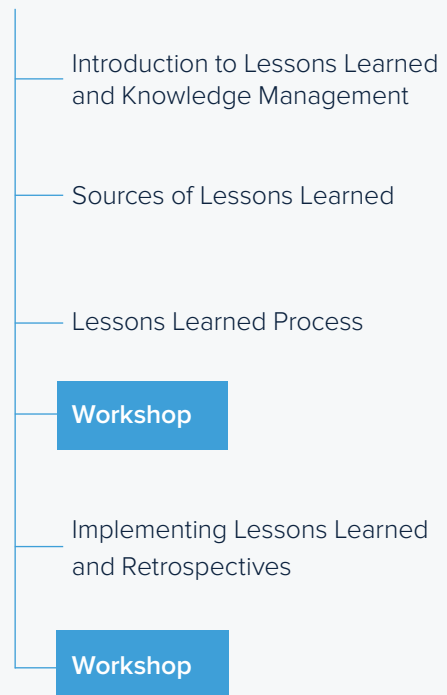 Introduction to Lessons Learned
and Knowledge Management
Sources of Lessons Learned
Lessons Learned Process
Workshop
Implementing Lessons Learned
and Retrospectives
Workshop